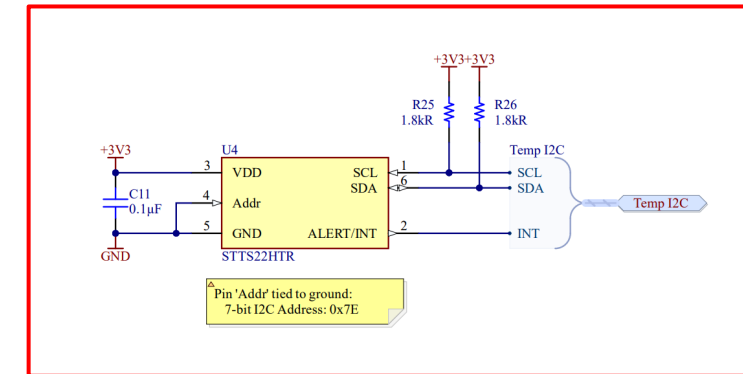 +3V3+3V3
R25
1.8kR
R26
1.8kR
+3V3
U4
Temp I2C
3
VDD
SCL
1
SCL
SDA
6
SDA
C11
0.1µF
4
Addr
Temp I2C
5
GND
ALERT/INT
2
INT
GND
STTS22HTR
Pin 'Addr' tied to ground:
7-bit I2C Address: 0x7E